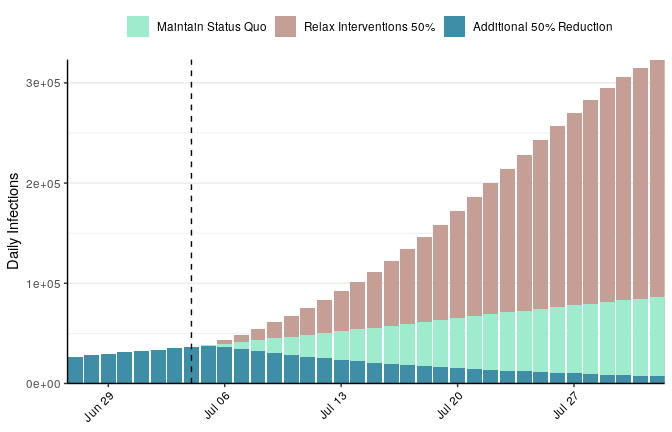 Maintain Status Quo Relax Interventions 50% Additional 50% Reduction
3e+05
2e+05
1e+05
0e+00
Daily Infections
Jun 29 Jul 06 Jul 13 Jul 20 Jul 27